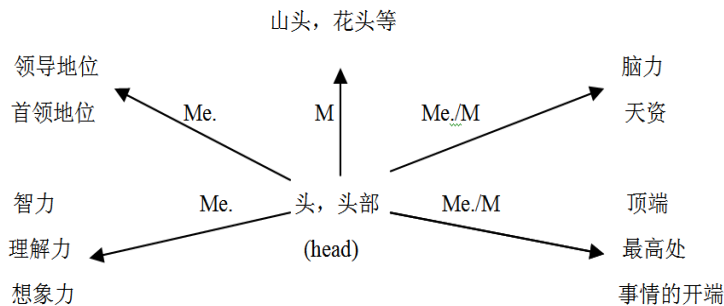 山头，花头等
领导地位
首领地位
Me.
M
Me./M
脑力
天资
智力
理解力
想象力
Me.
头，头部
(head)
Me./M
顶端
最高处
事情的开端